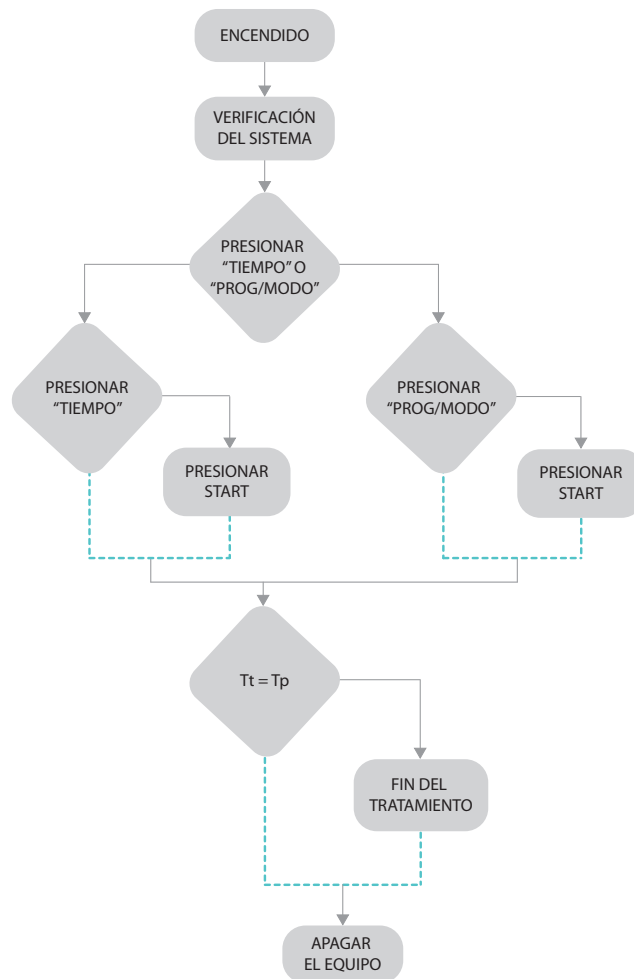 ENCENDIDO
VERIFICACIÓN
DEL SISTEMA
PRESIONAR
“TIEMPO” O
“PROG/MODO”
PRESIONAR
“TIEMPO”
PRESIONAR
“PROG/MODO”
PRESIONAR
START
PRESIONAR
START
Tt = Tp
FIN DEL
TRATAMIENTO
APAGAR
EL EQUIPO